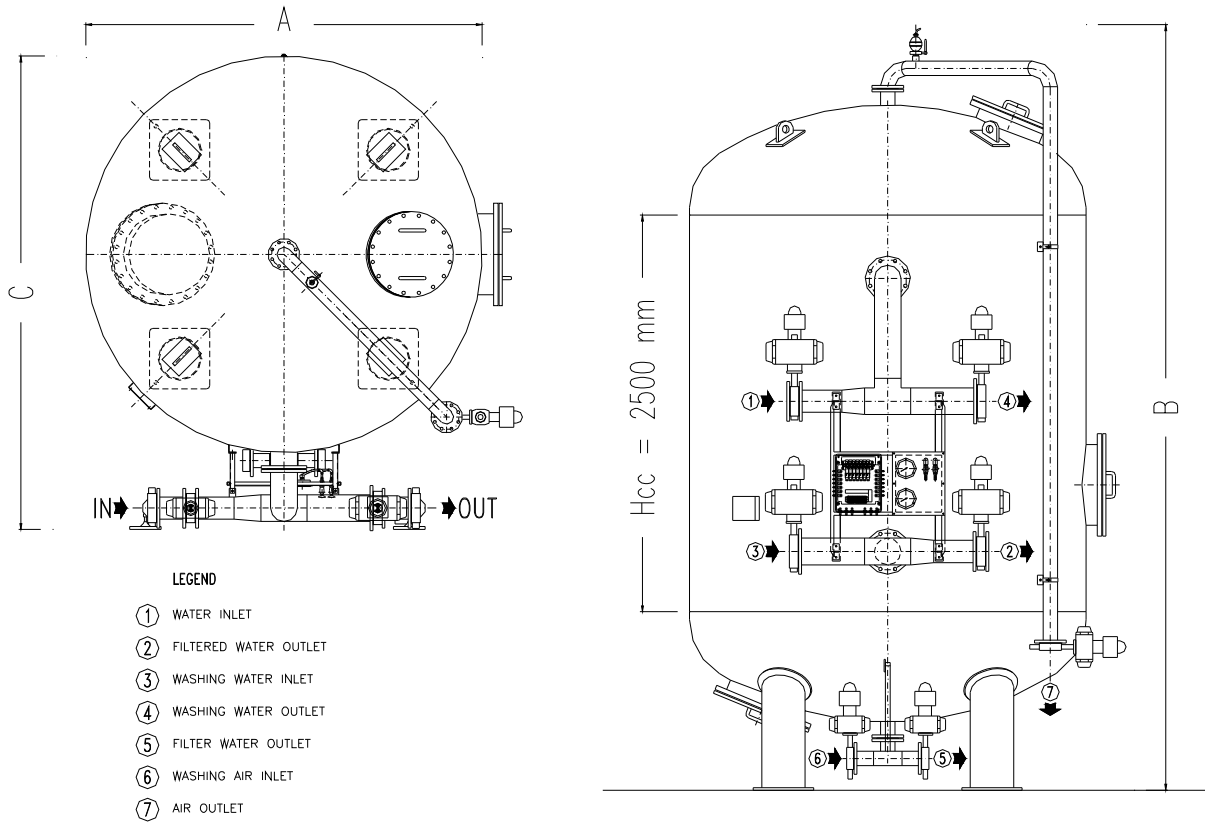 A
C
IN
OUT
LEGEND
1 WATER INLET
2 FILTERED WATER OUTLET
3 WASHING WATER INLET
4 WASHING WATER OUTLET
5 FILTER WATER OUTLET
6 WASHING AIR INLET
7 AIR OUTLET
Hcc = 2500 mm
B
1
4
3
2
7
6
5